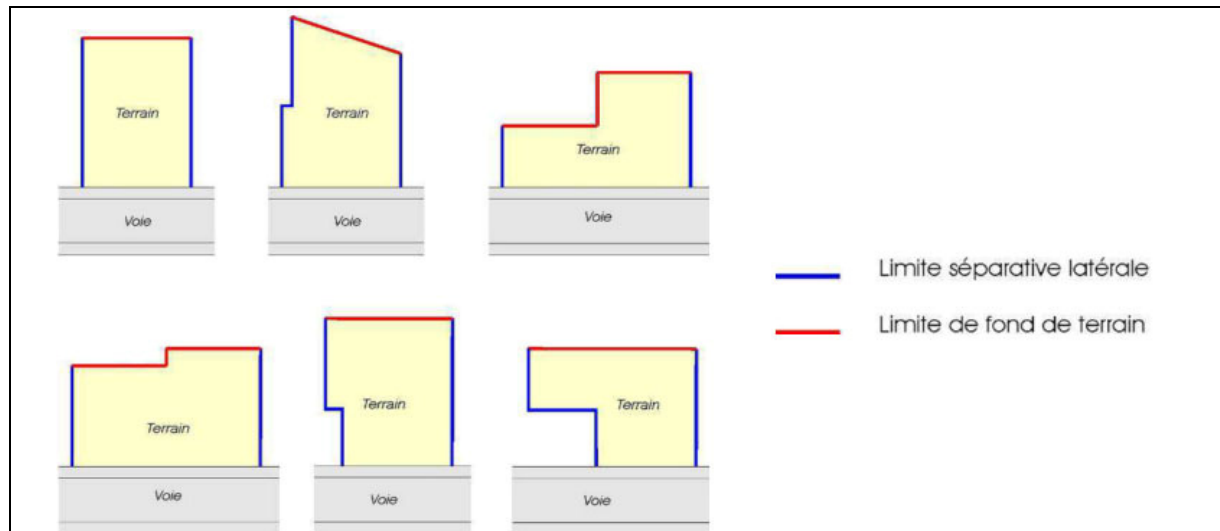 Terrain
Terrain
Terrain
Voie
Voie
Voie
Limite séparative latérale
Limite de fond de terrain
Terrain
Terrain
Terrain
Voie
Voie
Voie